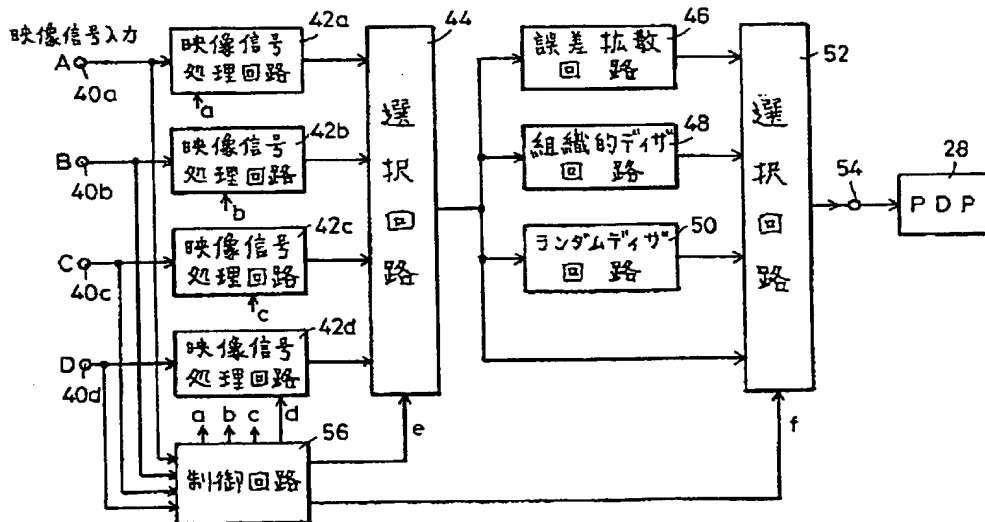 映像信号入力
A
40a
映像信号
処理回路
42a
a
B
40b
映像信号
処理回路
42b
b
C
40c
映像信号
処理回路
42c
c
D
40d
映像信号
処理回路
42d
d
a
b
c
制御回路
56
選択回路
44
e
誤差拡散
回路
46
組織的ディザ
回路
48
ランダムディザ
回路
50
選択回路
52
f
54
PDP
28